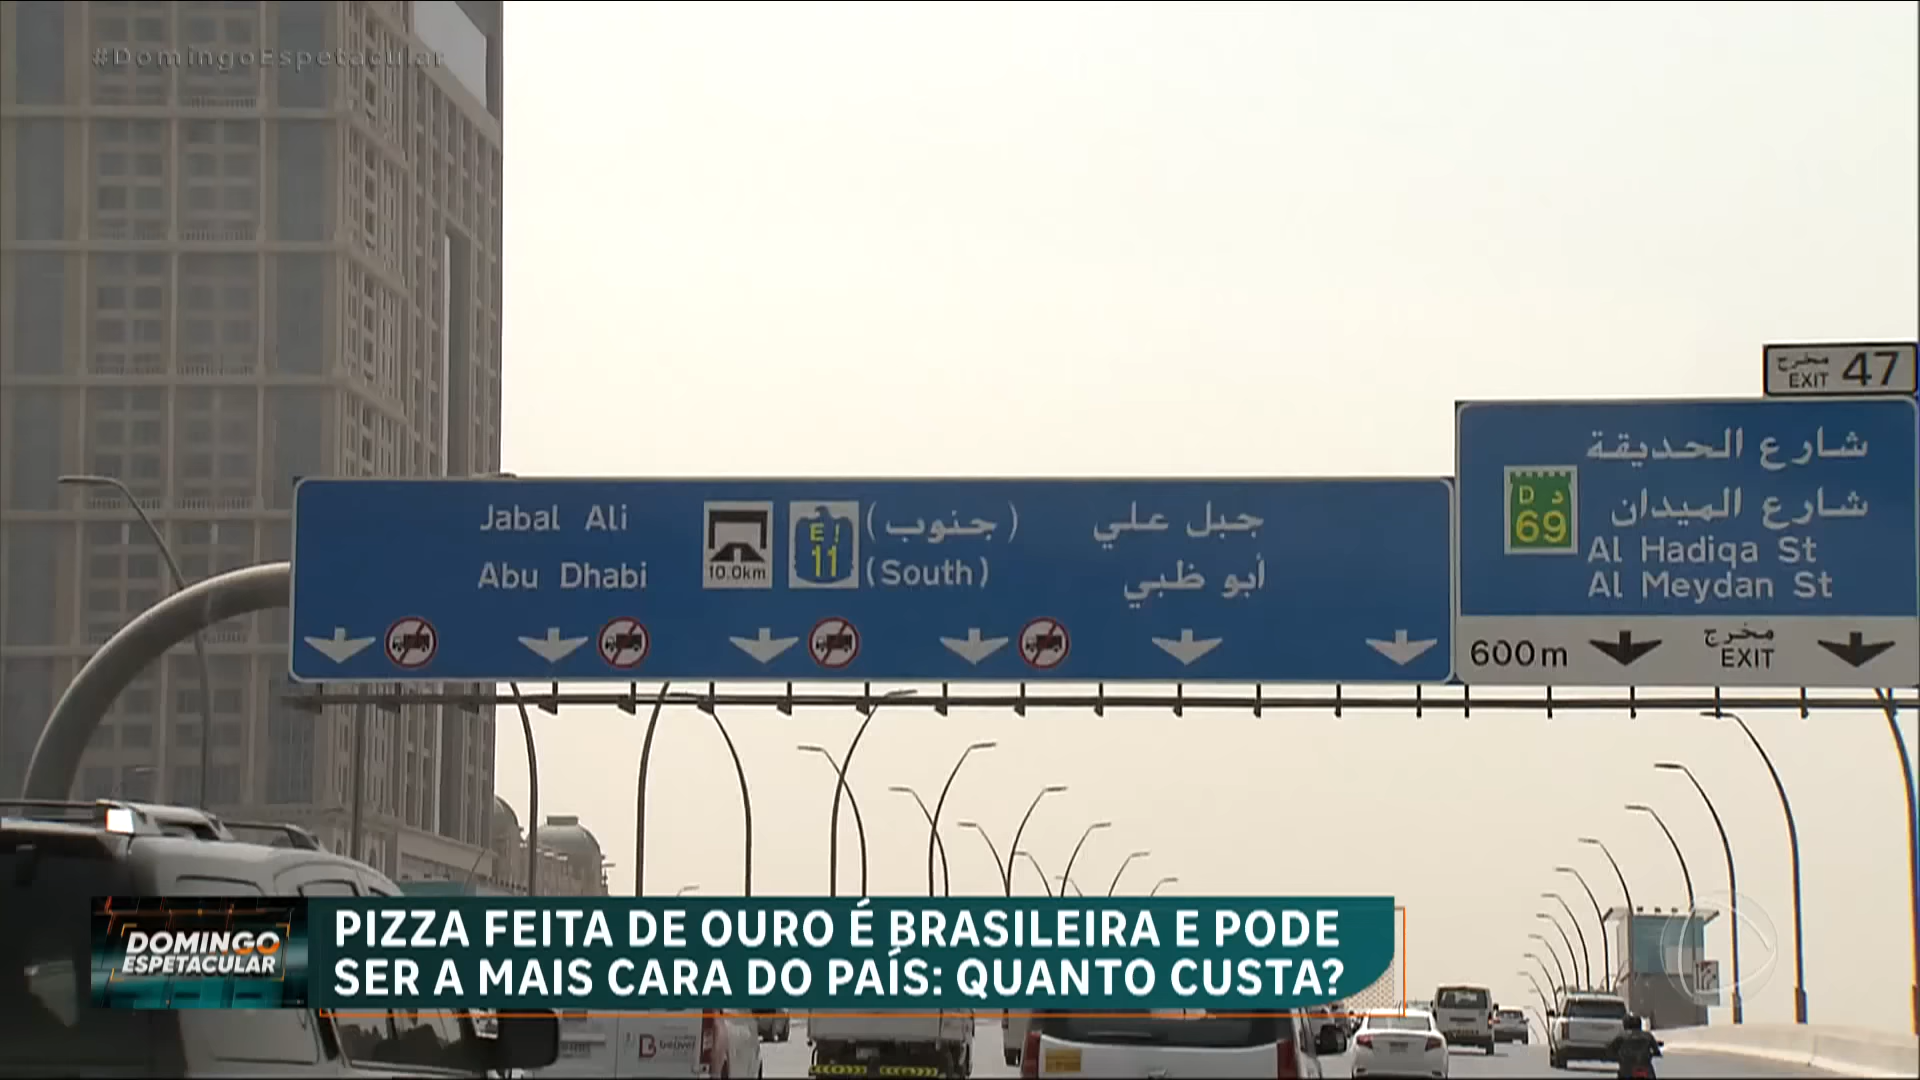 #DomingoEspetacular
مخرج
EXIT 47
شارع الحديقة
شارع الميدان
D د
69
Al Hadiqa St
Al Meydan St
600m
مخرج
EXIT
Jabal Ali
Abu Dhabi
10.0km
E إ
11
(جنوب)
(South)
جبل علي
أبو ظبي
DOMINGO
ESPETACULAR
PIZZA FEITA DE OURO É BRASILEIRA E PODE
SER A MAIS CARA DO PAÍS: QUANTO CUSTA?